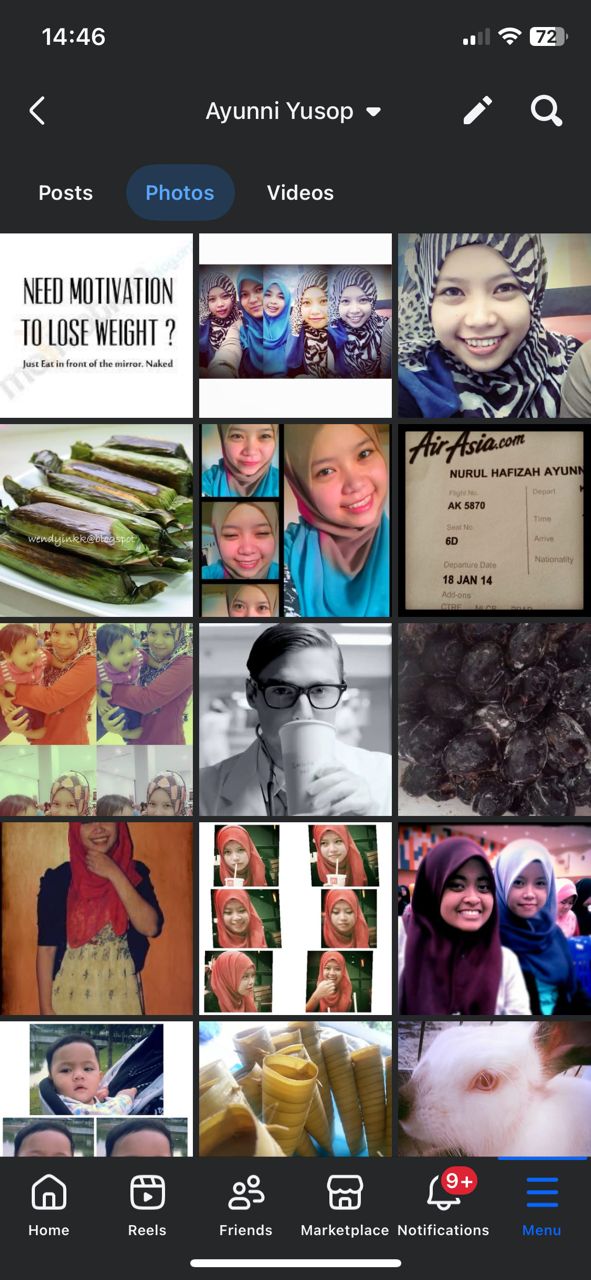 14:46
72
Ayunni Yusop
Posts
Photos
Videos
NEED MOTIVATION
TO LOSE WEIGHT ?
Just Eat in front of the mirror. Naked
wendyinkk@blogspot
AirAsia.com
NURUL HAFIZAH AYUNN
Flight No.
Depart
AK 5870
Seat No.
Time
6D
Arrive
Departure Date
Nationality
18 JAN 14
Add-ons
9+
Home
Reels
Friends
Marketplace
Notifications
Menu